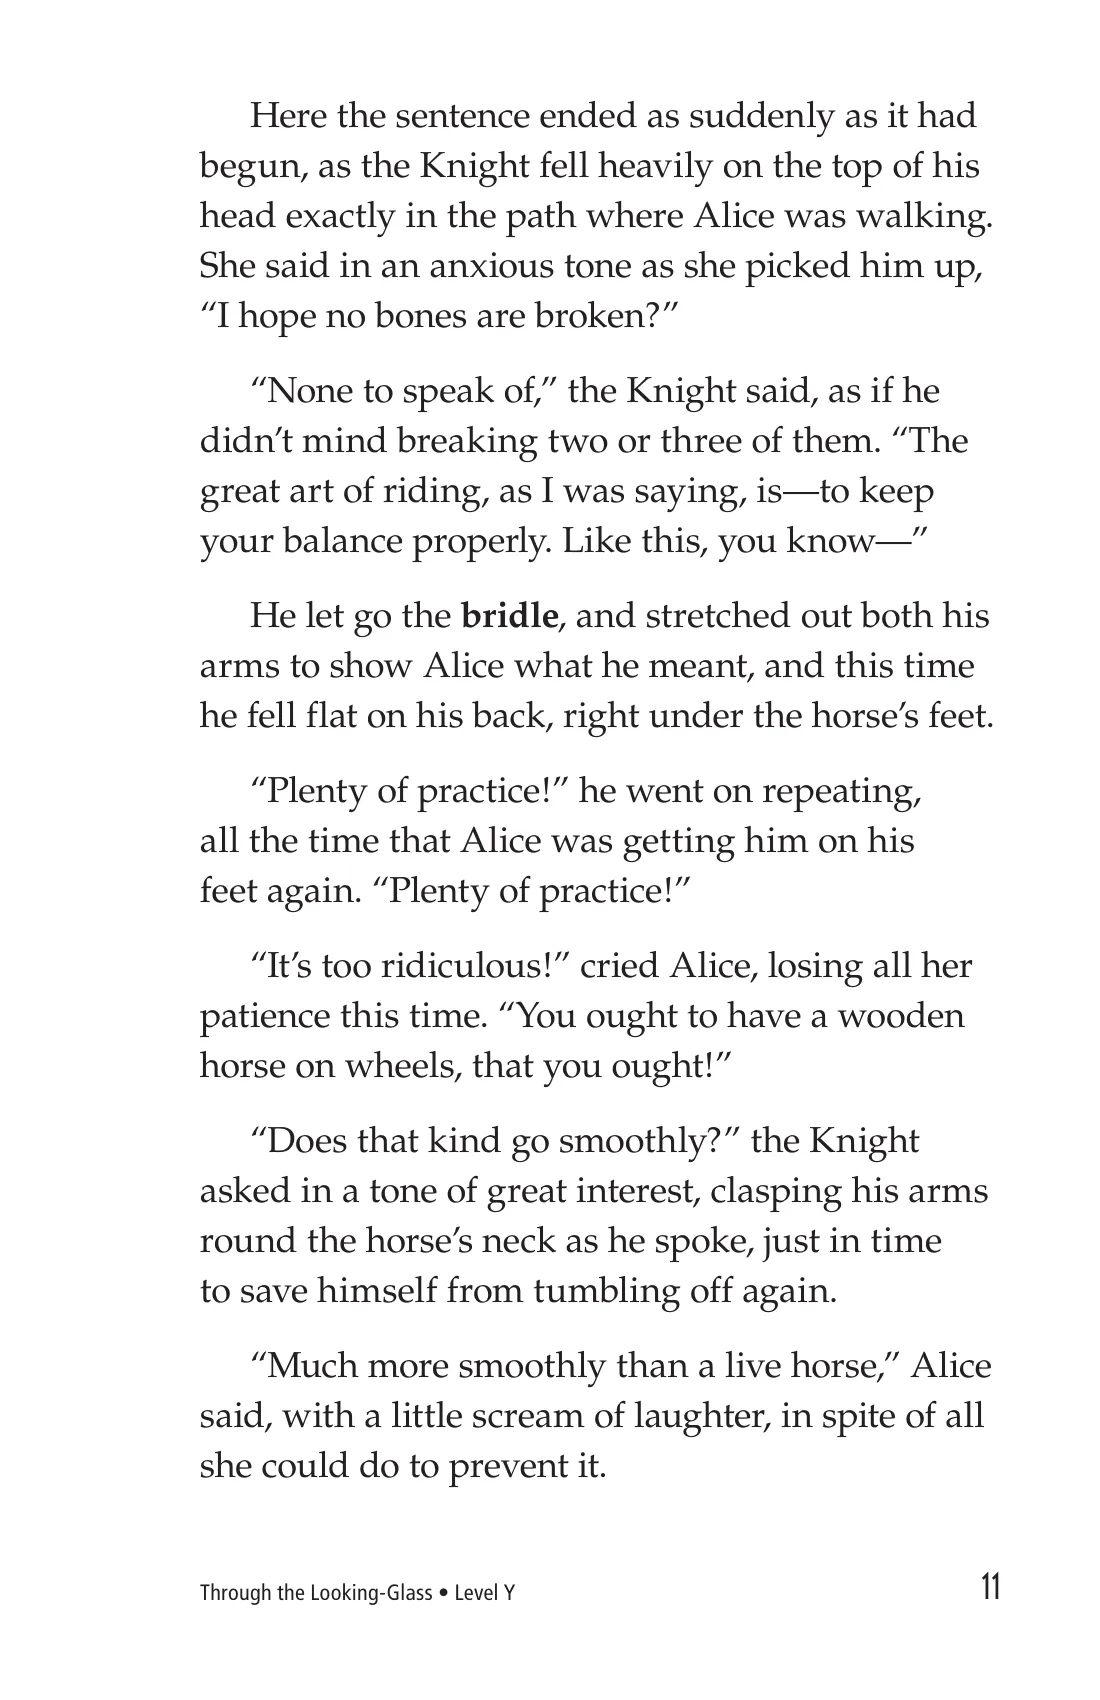 Here the sentence ended as suddenly as it had
begun, as the Knight fell heavily on the top of his
head exactly in the path where Alice was walking.
She said in an anxious tone as she picked him up,
“I hope no bones are broken?”
“None to speak of,” the Knight said, as if he
didn’t mind breaking two or three of them. “The
great art of riding, as I was saying, is—to keep
your balance properly. Like this, you know—”
He let go the bridle, and stretched out both his
arms to show Alice what he meant, and this time
he fell flat on his back, right under the horse’s feet.
“Plenty of practice!” he went on repeating,
all the time that Alice was getting him on his
feet again. “Plenty of practice!”
“It’s too ridiculous!” cried Alice, losing all her
patience this time. “You ought to have a wooden
horse on wheels, that you ought!”
“Does that kind go smoothly?” the Knight
asked in a tone of great interest, clasping his arms
round the horse’s neck as he spoke, just in time
to save himself from tumbling off again.
“Much more smoothly than a live horse,” Alice
said, with a little scream of laughter, in spite of all
she could do to prevent it.
Through the Looking-Glass • Level Y 11